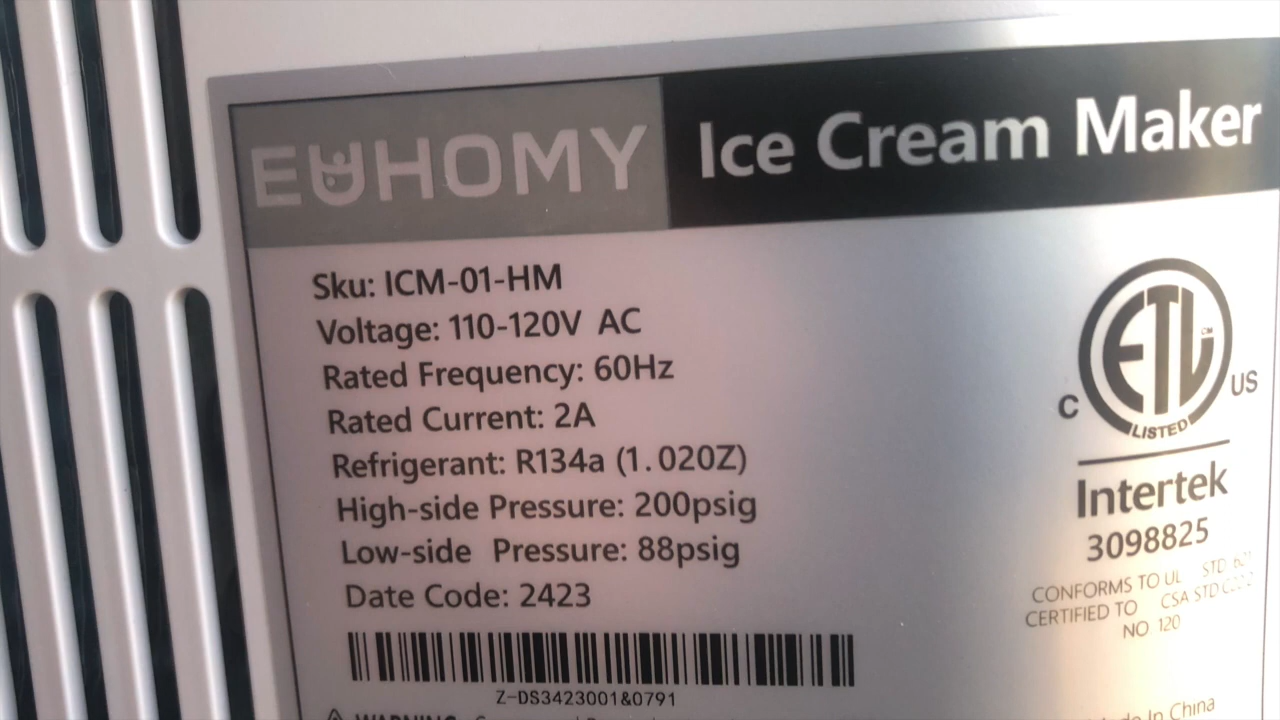 EUHOMY Ice Cream Maker
Sku: ICM-01-HM
Voltage: 110-120V AC
Rated Frequency: 60Hz
Rated Current: 2A
Refrigerant: R134a (1.020Z)
High-side Pressure: 200psig
Low-side Pressure: 88psig
Date Code: 2423
Z-DS3423001&0791
WARNING
ETL CM
C US
LISTED
Intertek
3098825
CONFORMS TO UL STD
CERTIFIED TO CSA STD
NO. 120
In China